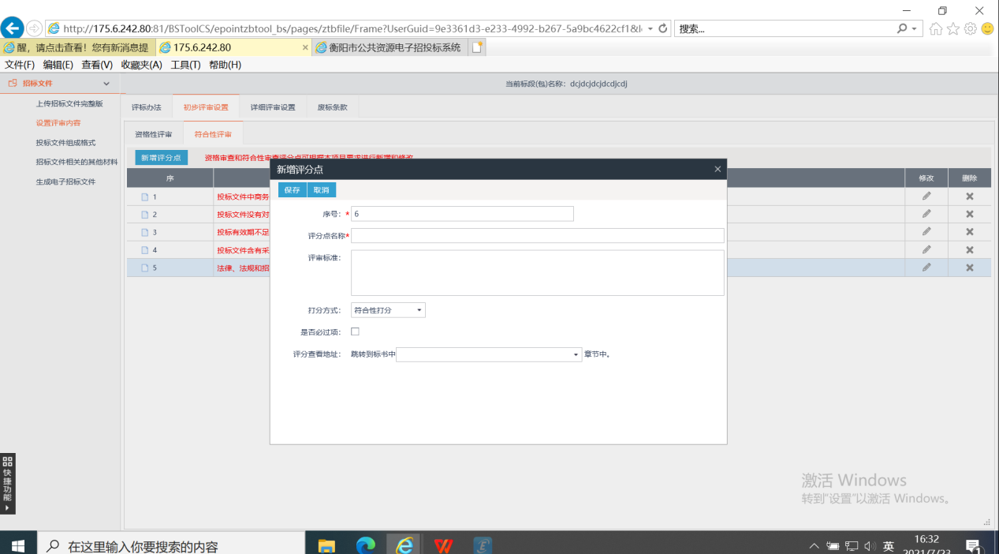 http://175.6.242.80:81/BSToolCS/epointzbtool_bs/pages/ztbfile/Frame?UserGuid=9e3361d3-e233-4992-b267-5a9bc4622cf18&l 搜索...
醒，请点击查看！您有新消息提 175.6.242.80 × 衡阳市公共资源电子招投标系统
文件(F) 编辑(E) 查看(V) 收藏夹(A) 工具(T) 帮助(H)
招标文件 当前标段(包)名称：dcjdcjdcjdcdjcdj
上传招标文件完整版
设置评审内容
投标文件组成格式
招标文件相关的其他材料
生成电子招标文件
评标办法 初步评审设置 详细评审设置 废标条款
资格性评审 符合性评审
新增评分点 资格审查和符合性审查评分点可根据本项目要求进行新增和修改
序 修改 删除
1 投标文件中商务
2 投标文件没有对
3 投标有效期不足
4 投标文件含有采
5 法律、法规和招
新增评分点 ×
保存 取消
序号：* 6
评分点名称*
评审标准：
打分方式： 符合性打分
是否必过项：
评分查看地址： 跳转到标书中 章节中。
快捷功能
激活 Windows
转到"设置"以激活 Windows。
在这里输入你要搜索的内容 英 16:32
2021/7/23
1